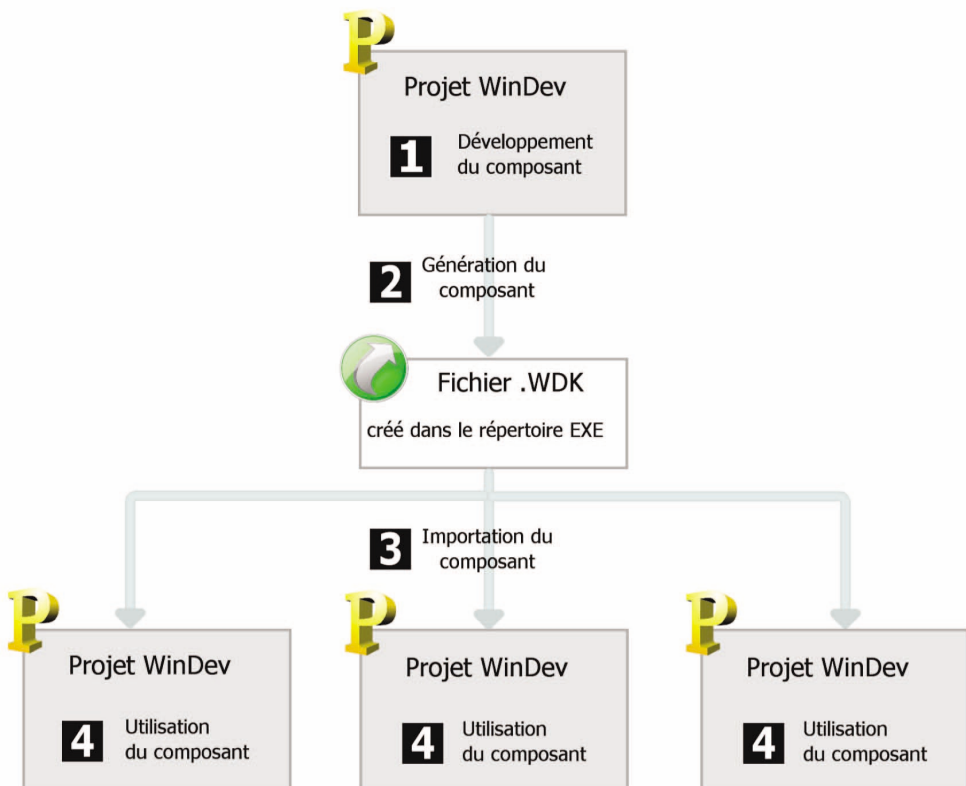 P
Projet WinDev
1
Développement
du composant
2
Génération du
composant
Fichier .WDK
créé dans le répertoire EXE
3
Importation du
composant
P
Projet WinDev
4
Utilisation
du composant
P
Projet WinDev
4
Utilisation
du composant
P
Projet WinDev
4
Utilisation
du composant